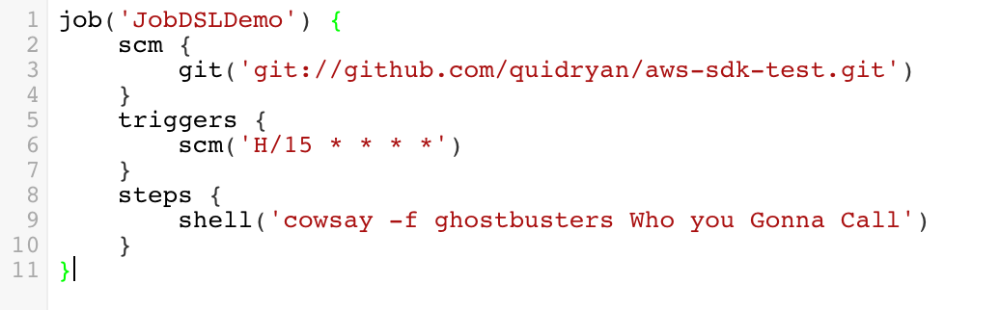 1 job('JobDSLDemo') {
2     scm {
3         git('git://github.com/quidryan/aws-sdk-test.git')
4     }
5     triggers {
6         scm('H/15 * * * *')
7     }
8     steps {
9         shell('cowsay -f ghostbusters Who you Gonna Call')
10     }
11 }